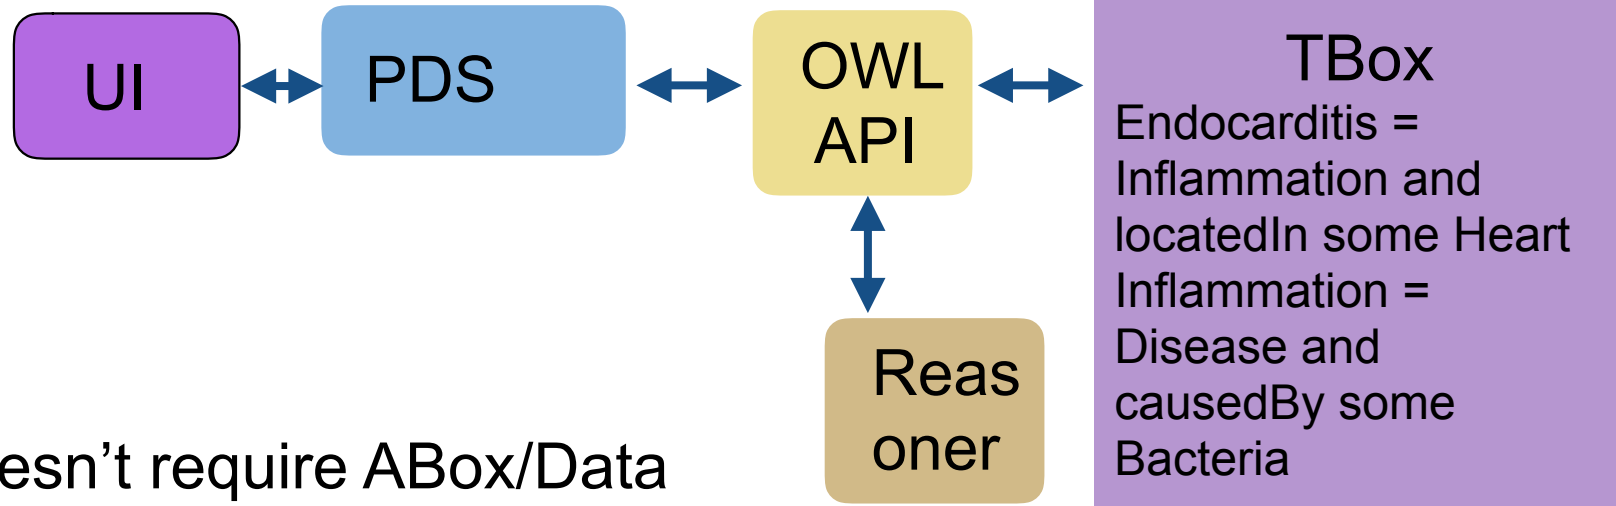 UI
PDS
OWL
API
TBox
Endocarditis =
Inflammation and
locatedIn some Heart
Inflammation =
Disease and
causedBy some
Bacteria
Reas
oner
esn’t require ABox/Data